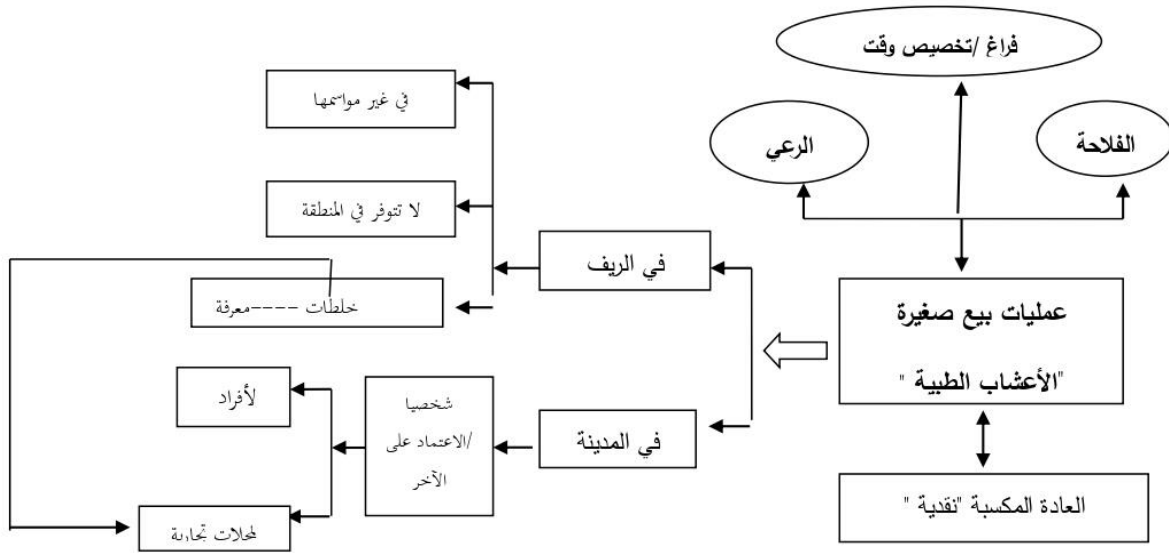 فراغ /تخصيص وقت
الفلاحة
الرعي
في غير مواسمها
لا تتوفر في المنطقة
في الريف
خلطات ----معرفة
عمليات بيع صغيرة
"الأعشاب الطبية "
لأفراد
شخصيا
/الاعتماد على
الآخر
في المدينة
العادة المكسبة "نقدية "
لمحلات تجارية